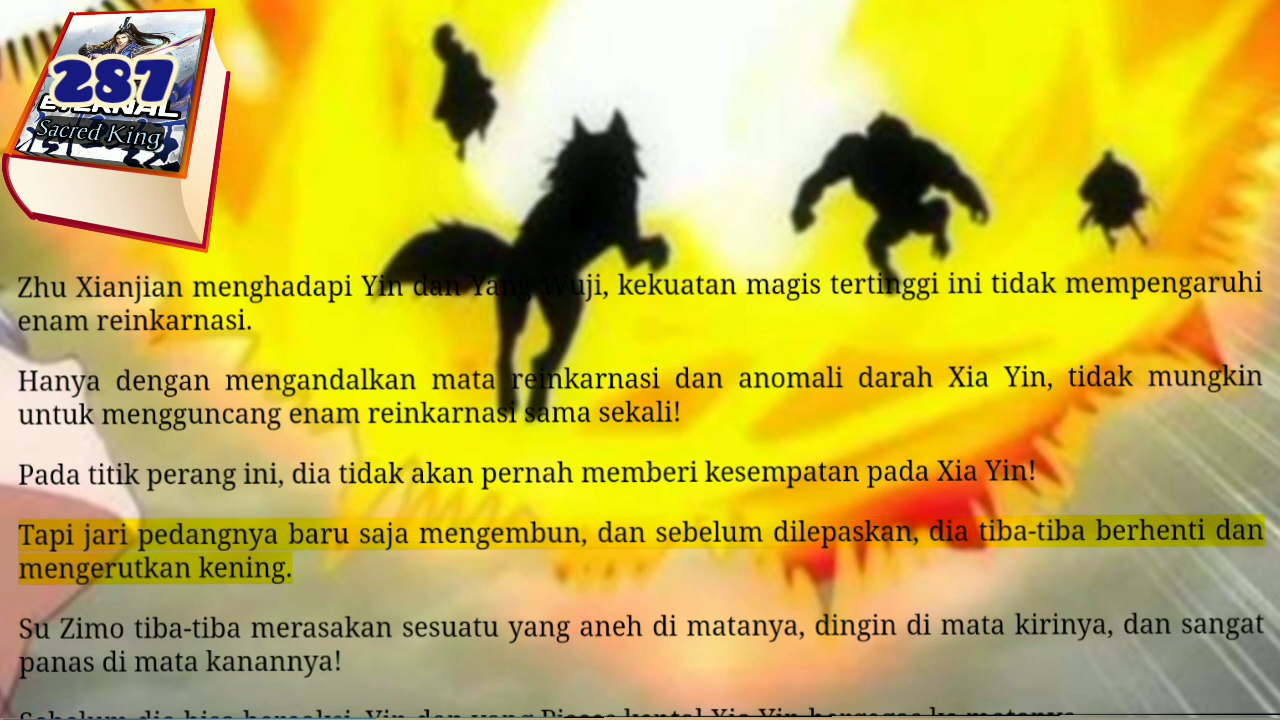 287
ETERNAL
Sacred King
Zhu Xianjian menghadapi Yin dan Yang Wuji, kekuatan magis tertinggi ini tidak mempengaruhi
enam reinkarnasi.
Hanya dengan mengandalkan mata reinkarnasi dan anomali darah Xia Yin, tidak mungkin
untuk mengguncang enam reinkarnasi sama sekali!
Pada titik perang ini, dia tidak akan pernah memberi kesempatan pada Xia Yin!
Tapi jari pedangnya baru saja mengembun, dan sebelum dilepaskan, dia tiba-tiba berhenti dan
mengerutkan kening.
Su Zimo tiba-tiba merasakan sesuatu yang aneh di matanya, dingin di mata kirinya, dan sangat
panas di mata kanannya!